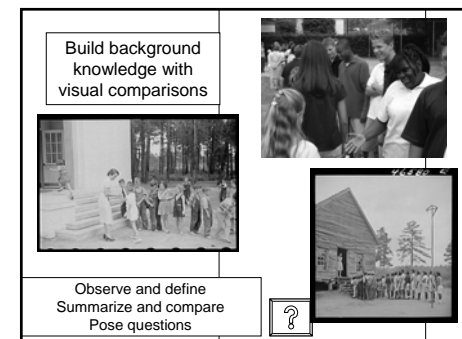 Build background
knowledge with
visual comparisons
Observe and define
Summarize and compare
Pose questions
?